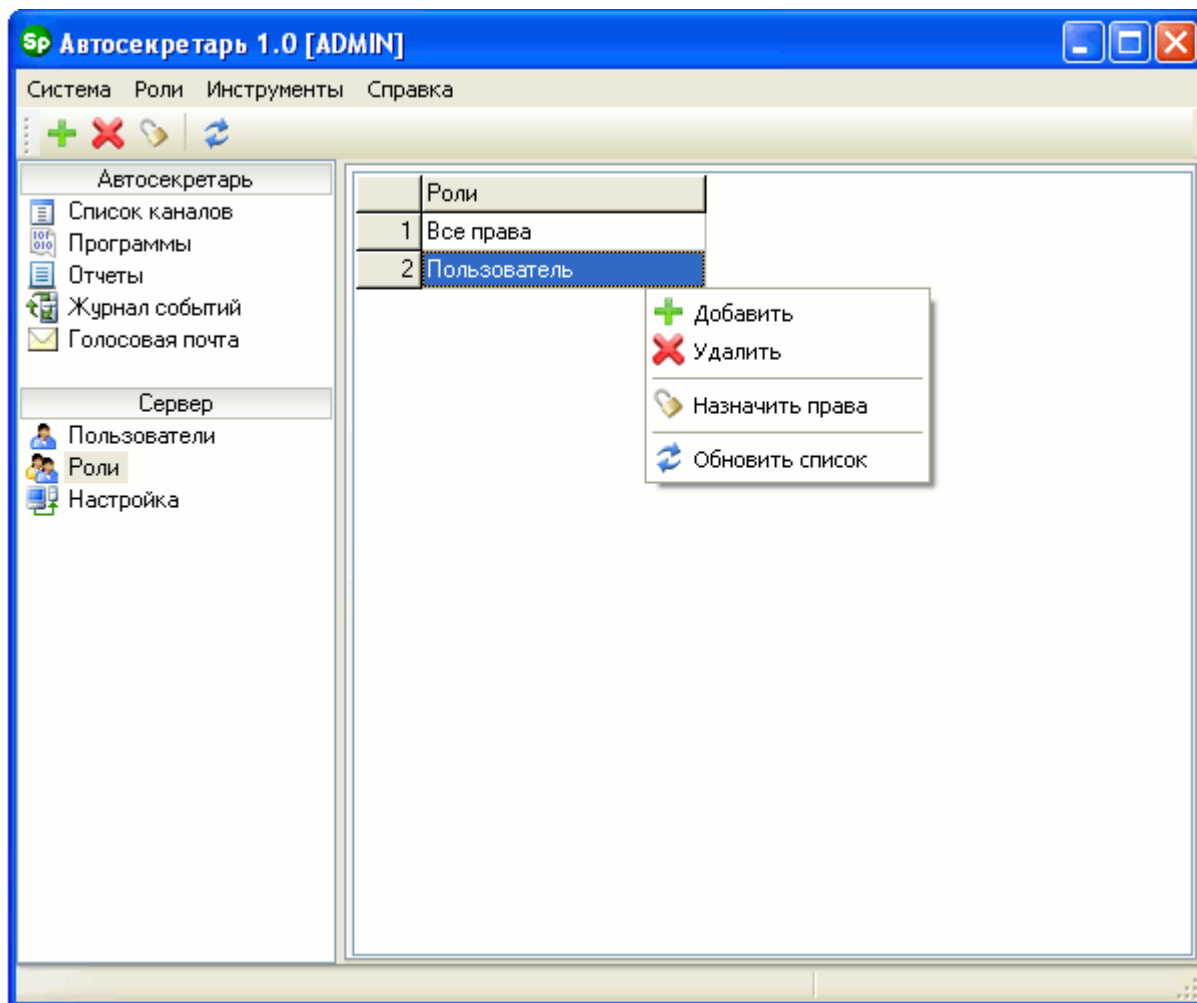 Sp Автосекретарь 1.0 [ADMIN]
Система Роли Инструменты Справка
Автосекретарь
Список каналов
Программы
Отчеты
Журнал событий
Голосовая почта
Сервер
Пользователи
Роли
Настройка
Роли
1 Все права
2 Пользователь
Добавить
Удалить
Назначить права
Обновить список